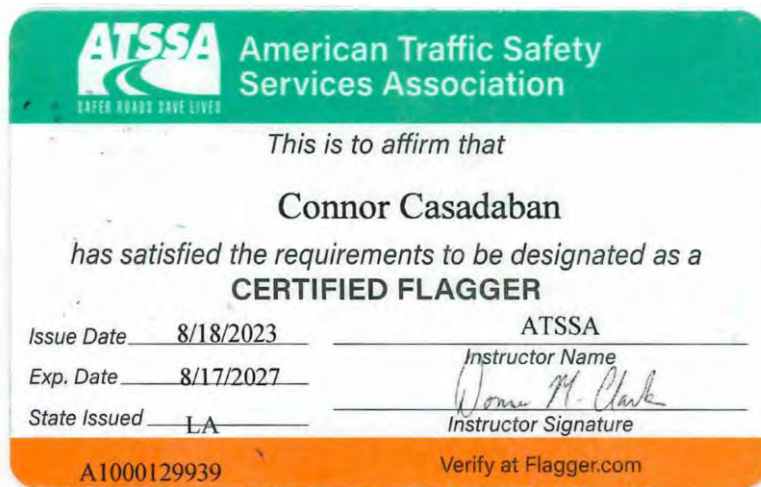 ATSSA
SAFER ROADS SAVE LIVES
American Traffic Safety
Services Association
This is to affirm that
Connor Casadaban
has satisfied the requirements to be designated as a
CERTIFIED FLAGGER
Issue Date 8/18/2023
ATSSA
Instructor Name
Exp. Date 8/17/2027
Donna M. Clark
State Issued LA
Instructor Signature
A1000129939
Verify at Flagger.com